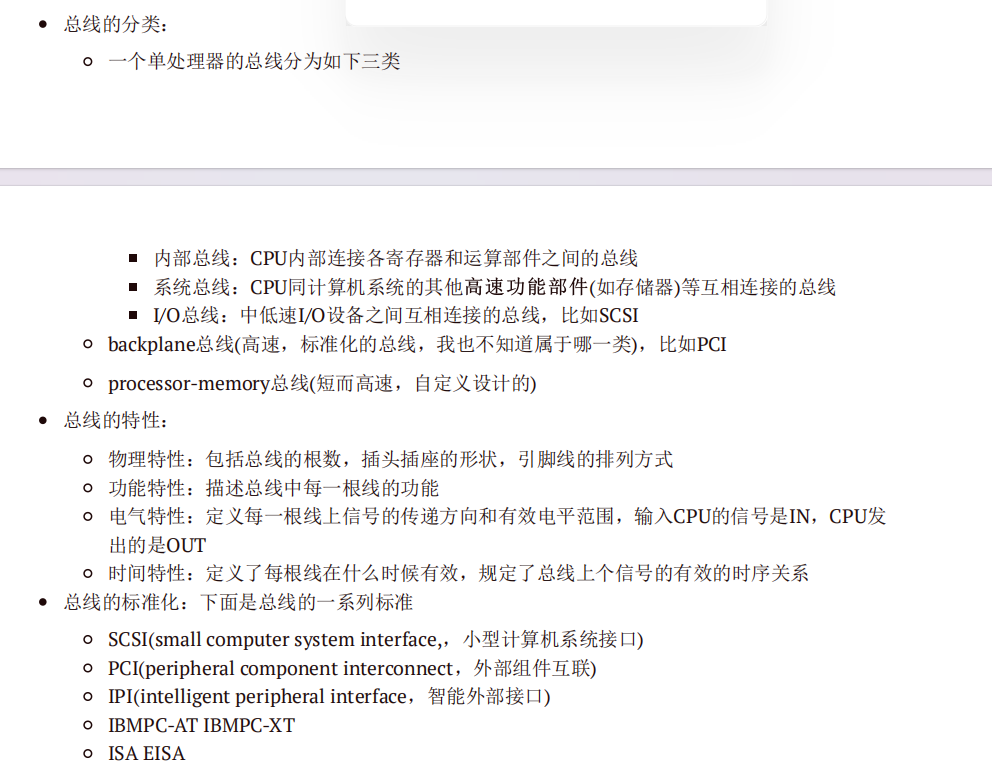 总线的分类：
一个单处理器的总线分为如下三类
内部总线：CPU内部连接各寄存器和运算部件之间的总线
系统总线：CPU同计算机系统的其他高速功能部件(如存储器)等互相连接的总线
I/O总线：中低速I/O设备之间互相连接的总线，比如SCSI
backplane总线(高速，标准化的总线，我也不知道属于哪一类)，比如PCI
processor-memory总线(短而高速，自定义设计的)
总线的特性：
物理特性：包括总线的根数，插头插座的形状，引脚线的排列方式
功能特性：描述总线中每一根线的功能
电气特性：定义每一根线上信号的传递方向和有效电平范围，输入CPU的信号是IN，CPU发
出的是OUT
时间特性：定义了每根线在什么时候有效，规定了总线上个信号的有效的时序关系
总线的标准化：下面是总线的一系列标准
SCSI(small computer system interface,，小型计算机系统接口)
PCI(peripheral component interconnect，外部组件互联)
IPI(intelligent peripheral interface，智能外部接口)
IBMPC-AT IBMPC-XT
ISA EISA